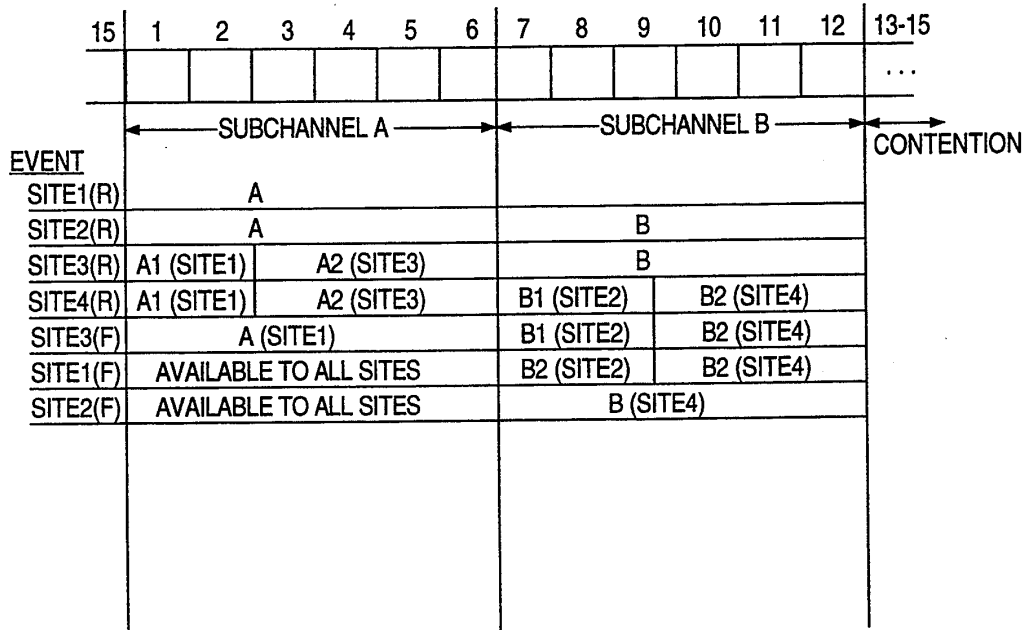 15 1 2 3 4 5 6 7 8 9 10 11 12 13-15
...
SUBCHANNEL A SUBCHANNEL B
CONTENTION
EVENT
SITE1(R) A
SITE2(R) A B
SITE3(R) A1 (SITE1) A2 (SITE3) B
SITE4(R) A1 (SITE1) A2 (SITE3) B1 (SITE2) B2 (SITE4)
SITE3(F) A (SITE1) B1 (SITE2) B2 (SITE4)
SITE1(F) AVAILABLE TO ALL SITES B2 (SITE2) B2 (SITE4)
SITE2(F) AVAILABLE TO ALL SITES B (SITE4)